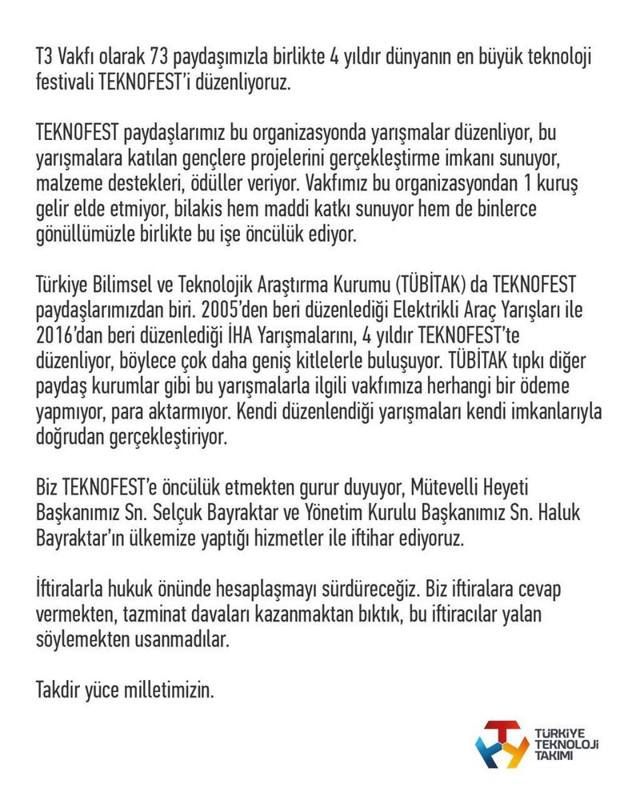 T3 Vakfı olarak 73 paydaşımızla birlikte 4 yıldır dünyanın en büyük teknoloji
festivali TEKNOFEST’i düzenliyoruz.
TEKNOFEST paydaşlarımız bu organizasyonda yarışmalar düzenliyor, bu
yarışmalara katılan gençlere projelerini gerçekleştirme imkanı sunuyor,
malzeme destekleri, ödüller veriyor. Vakfımız bu organizasyondan 1 kuruş
gelir elde etmiyor, bilakis hem maddi katkı sunuyor hem de binlerce
gönüllümüzle birlikte bu işe öncülük ediyor.
Türkiye Bilimsel ve Teknolojik Araştırma Kurumu (TÜBİTAK) da TEKNOFEST
paydaşlarımızdan biri. 2005’den beri düzenlediği Elektrikli Araç Yarışları ile
2016’dan beri düzenlediği İHA Yarışmalarını, 4 yıldır TEKNOFEST’te
düzenliyor, böylece çok daha geniş kitlelerle buluşuyor. TÜBİTAK tıpkı diğer
paydaş kurumlar gibi bu yarışmalarla ilgili vakfımıza herhangi bir ödeme
yapmıyor, para aktarmıyor. Kendi düzenlendiği yarışmaları kendi imkanlarıyla
doğrudan gerçekleştiriyor.
Biz TEKNOFEST’e öncülük etmekten gurur duyuyor, Mütevelli Heyeti
Başkanımız Sn. Selçuk Bayraktar ve Yönetim Kurulu Başkanımız Sn. Haluk
Bayraktar’ın ülkemize yaptığı hizmetler ile iftihar ediyoruz.
İftiralarla hukuk önünde hesaplaşmayı sürdüreceğiz. Biz iftiralara cevap
vermekten, tazminat davaları kazanmaktan bıktık, bu iftiracılar yalan
söylemekten usanmadılar.
Takdir yüce milletimizin.
TÜRKİYE
TEKNOLOJİ
TAKIMI